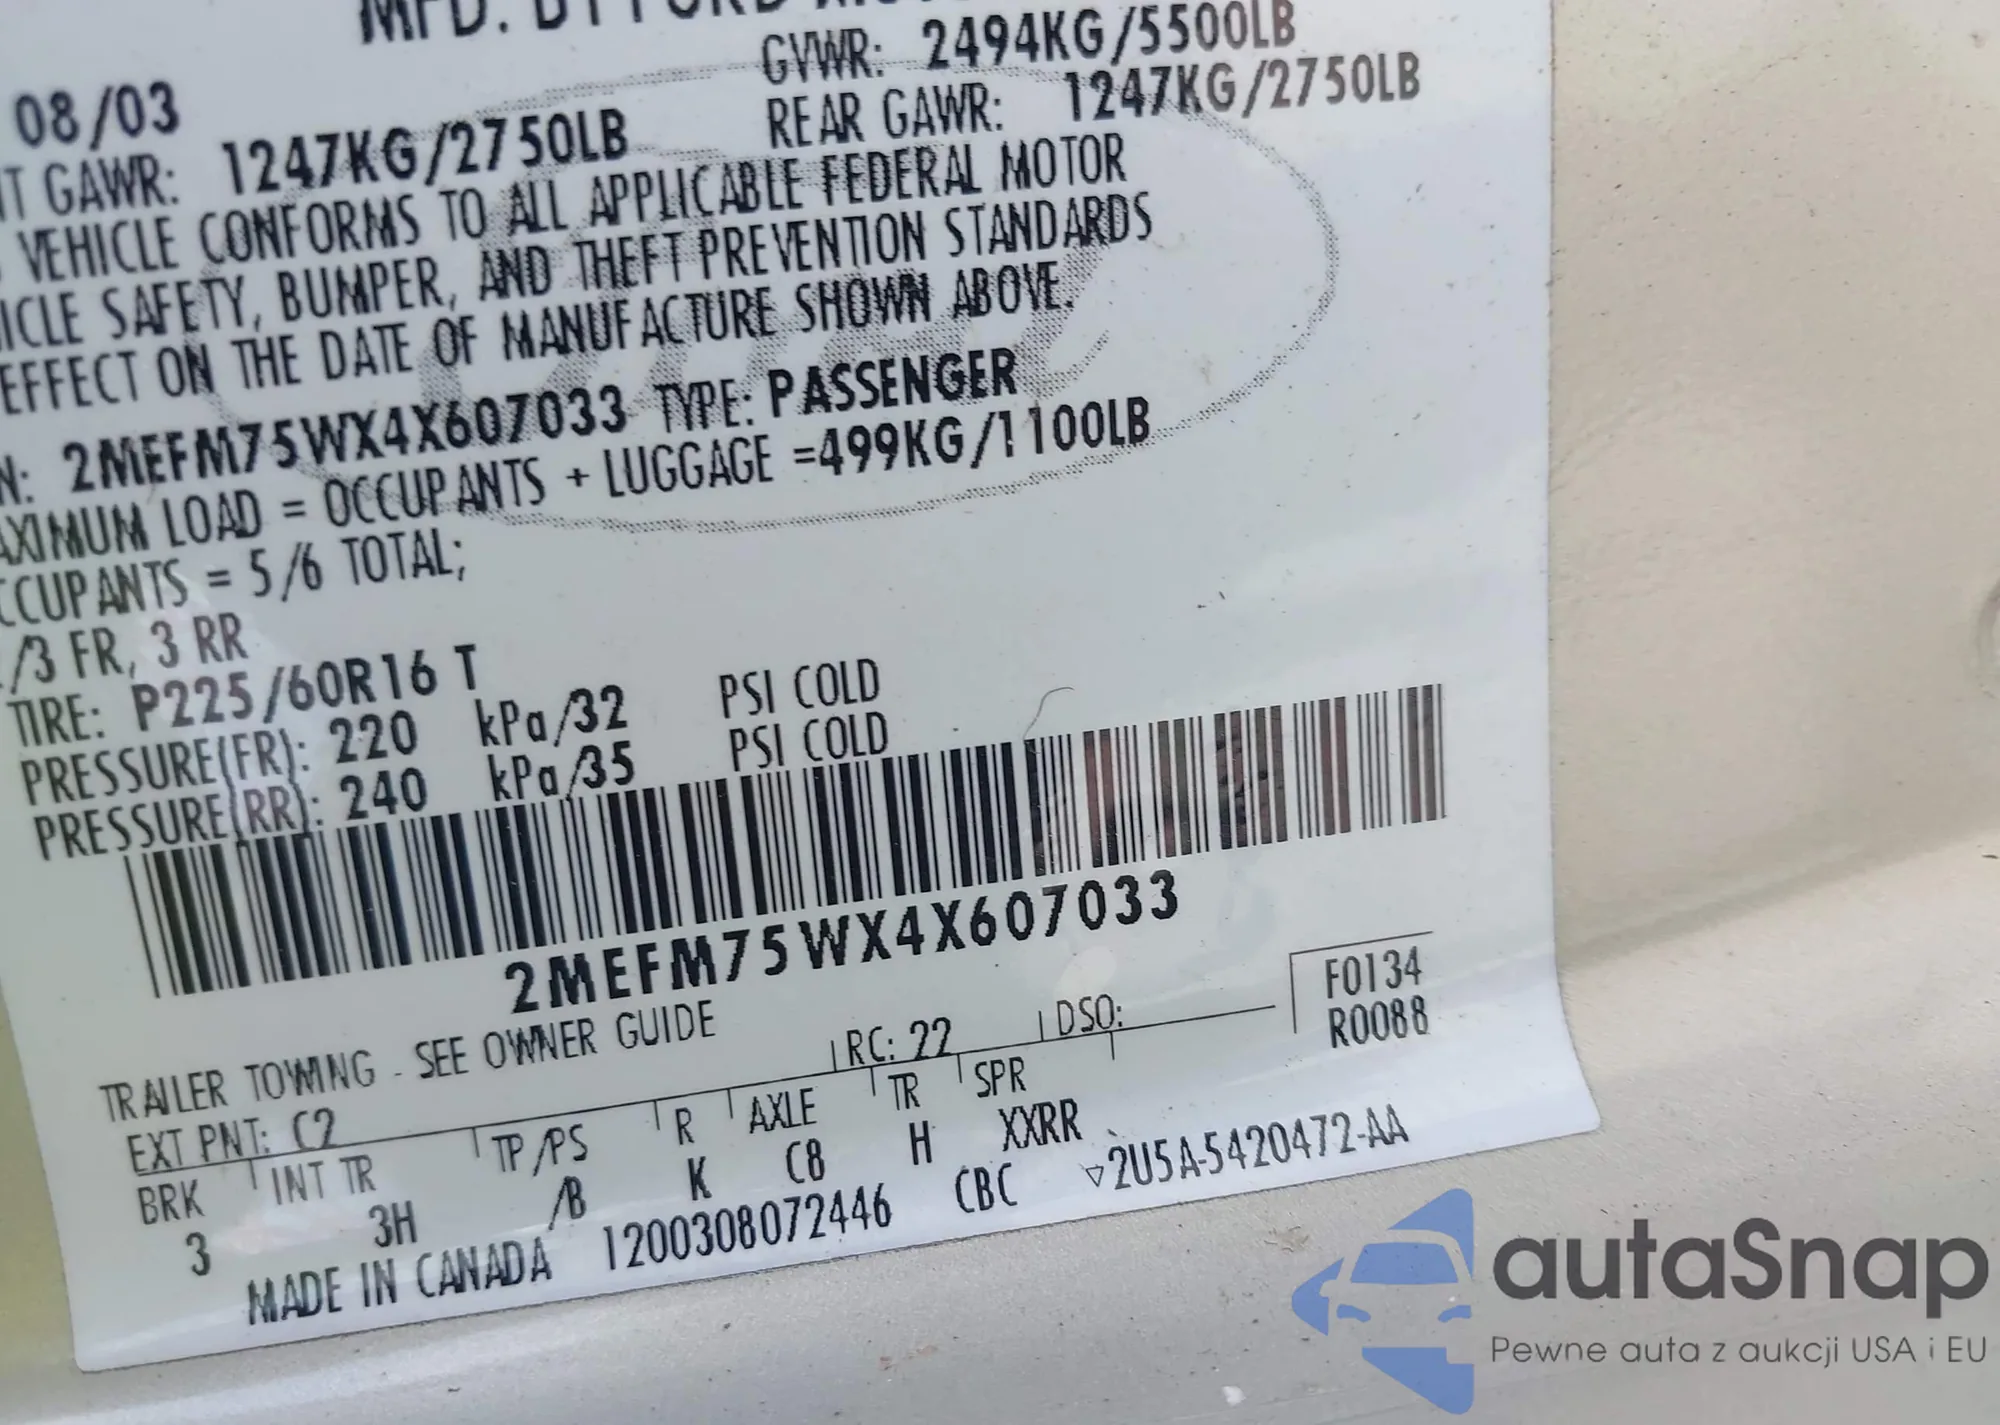 MFD. BY FORD
08/03
GVWR: 2494KG/5500LB
T GAWR: 1247KG/2750LB
REAR GAWR: 1247KG/2750LB
VEHICLE CONFORMS TO ALL APPLICABLE FEDERAL MOTOR
ICLE SAFETY, BUMPER, AND THEFT PREVENTION STANDARDS
EFFECT ON THE DATE OF MANUFACTURE SHOWN ABOVE.
N: 2MEFM75WX4X607033 TYPE: PASSENGER
AXIMUM LOAD = OCCUPANTS + LUGGAGE =499KG/1100LB
CCUPANTS = 5/6 TOTAL;
/3 FR, 3 RR
TIRE: P225/60R16 T
PRESSURE(FR): 220 kPa/32 PSI COLD
PRESSURE(RR): 240 kPa/35 PSI COLD
2MEFM75WX4X607033
TRAILER TOWING - SEE OWNER GUIDE
EXT PNT: C2 RC: 22 DSO: F0134
R0088
BRK INT TR TP/PS R AXLE TR SPR
3 3H /B K C8 H XXRR
MADE IN CANADA 1200308072446 CBC ▽2U5A-5420472-AA
autaSnap
Pewne auta z aukcji USA i EU